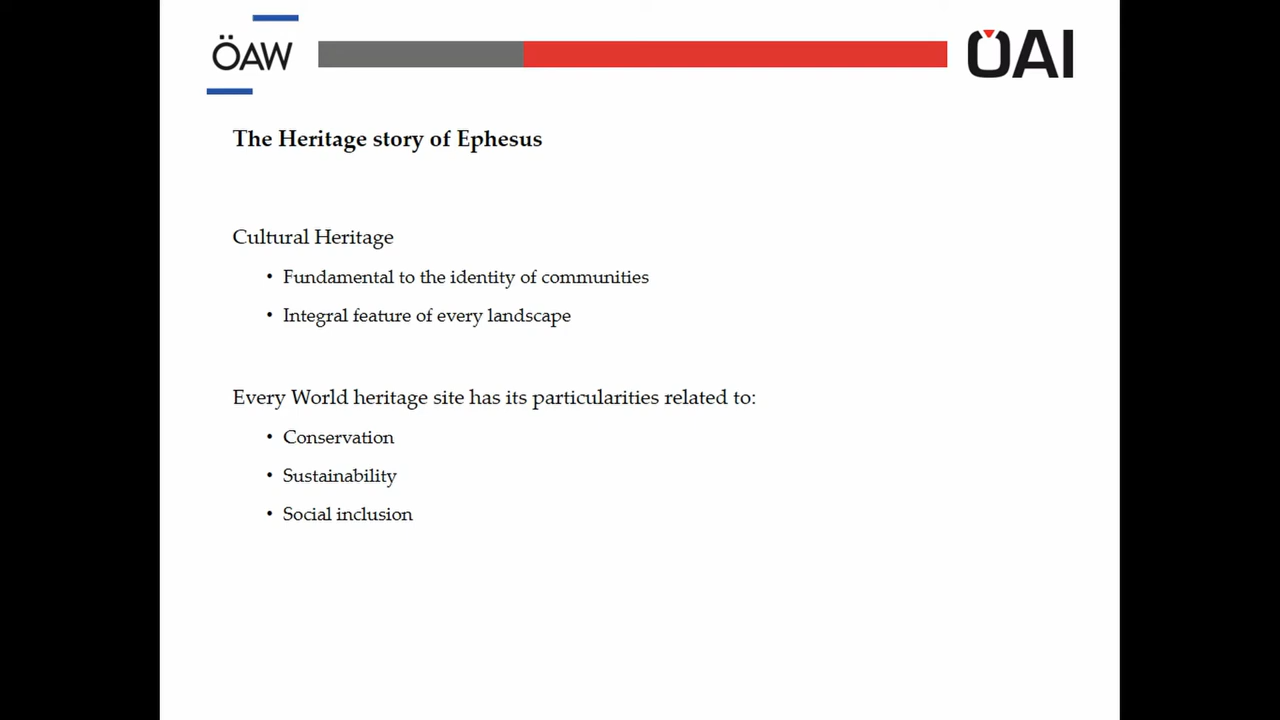 ÖAW
ÖAI
The Heritage story of Ephesus
Cultural Heritage
• Fundamental to the identity of communities
• Integral feature of every landscape
Every World heritage site has its particularities related to:
• Conservation
• Sustainability
• Social inclusion